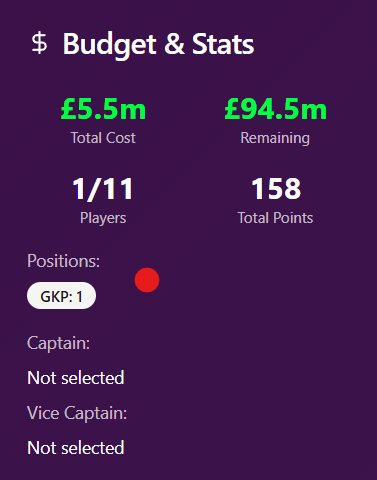 $ Budget & Stats
£5.5m £94.5m
Total Cost Remaining
1/11 158
Players Total Points
Positions:
GKP: 1
Captain:
Not selected
Vice Captain:
Not selected